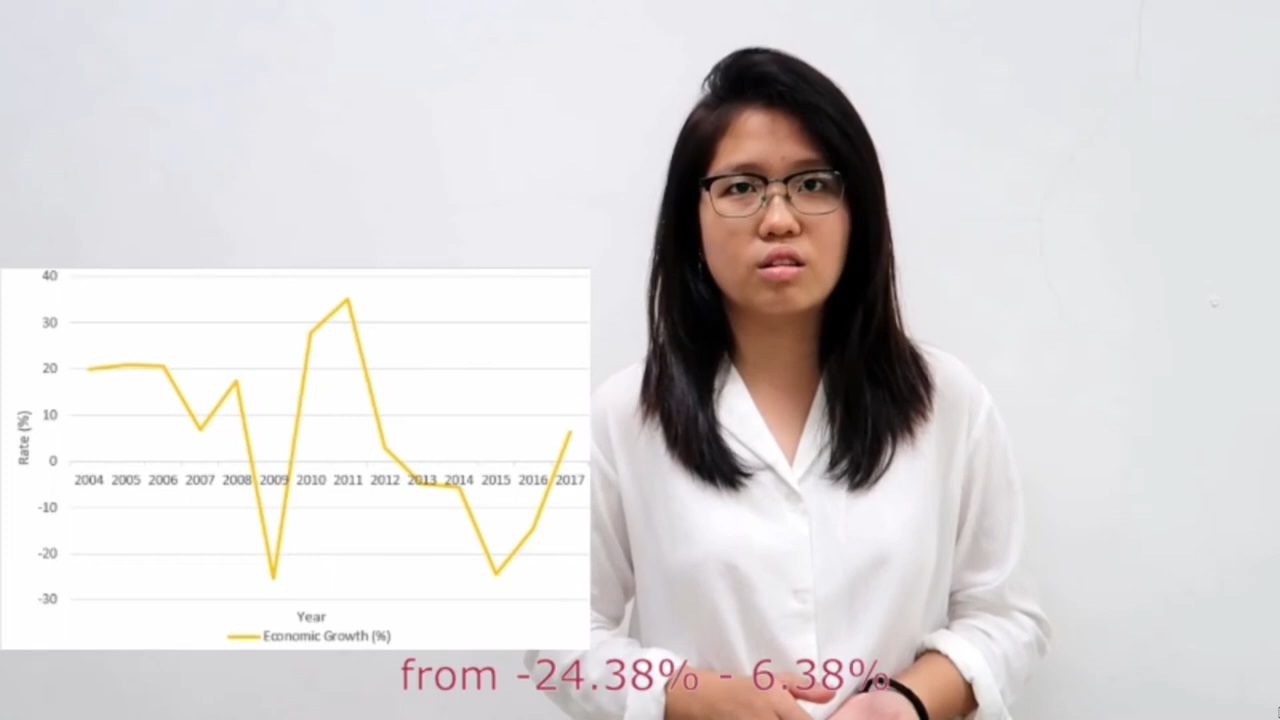 40
30
20
10
0
-10
-20
-30
Rate (%)
2004 2005 2006 2007 2008 2009 2010 2011 2012 2013 2014 2015 2016 2017
Year
Economic Growth (%)
from -24.38% - 6.38%